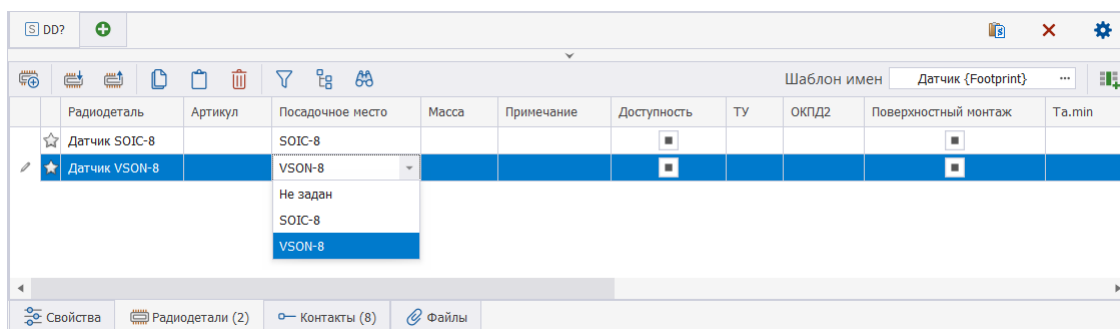 S DD?
Шаблон имен Датчик {Footprint} ...
Радиодеталь Артикул Посадочное место Масса Примечание Доступность ТУ ОКПД2 Поверхностный монтаж Ta.min
Датчик SOIC-8 SOIC-8
Датчик VSON-8 VSON-8
Не задан
SOIC-8
VSON-8
Свойства Радиодетали (2) Контакты (8) Файлы